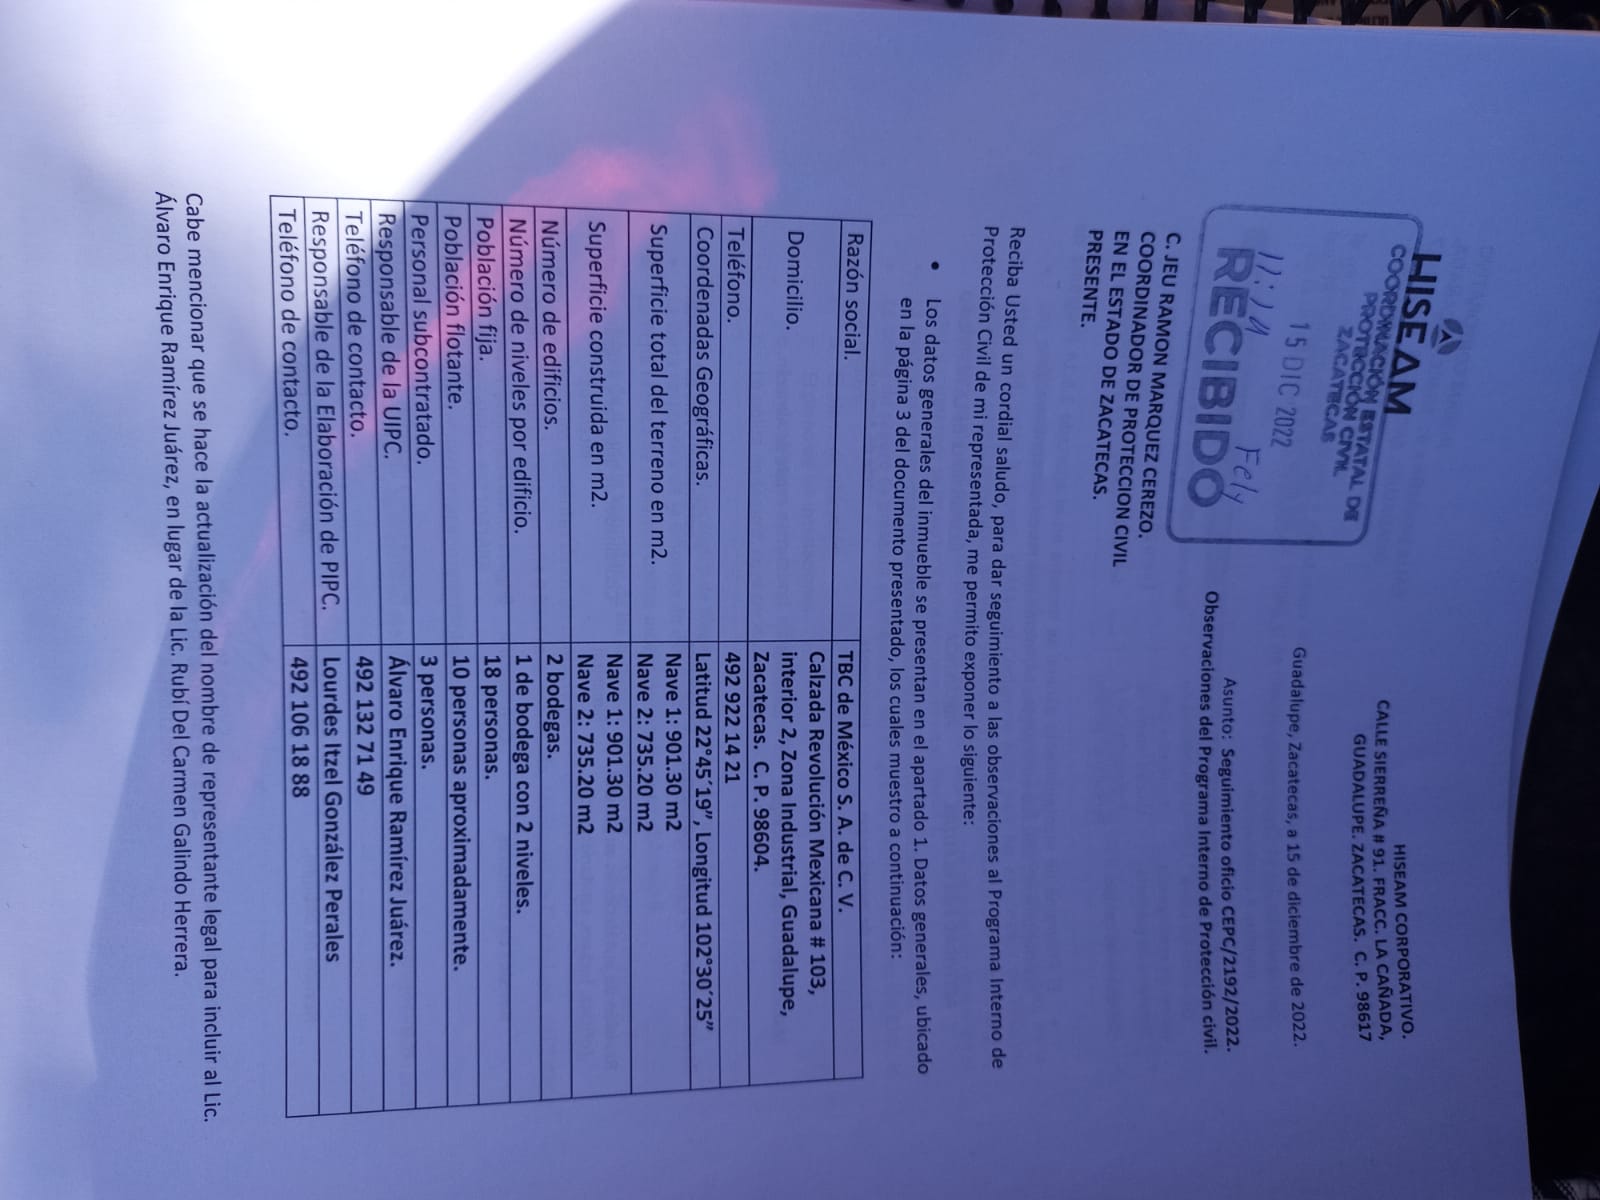 HISEAM
COORDINACIÓN ESTATAL DE
PROTECCIÓN CIVIL
ZACATECAS
15 DIC 2022
Fely
RECIBIDO
HISEAM CORPORATIVO.
CALLE SIERREÑA # 91. FRACC. LA CAÑADA,
GUADALUPE. ZACATECAS. C. P. 98617
Guadalupe, Zacatecas, a 15 de diciembre de 2022.
Asunto: Seguimiento oficio CEPC/2192/2022.
Observaciones del Programa Interno de Protección civil.
C. JEU RAMON MARQUEZ CEREZO.
COORDINADOR DE PROTECCION CIVIL
EN EL ESTADO DE ZACATECAS.
PRESENTE.
Reciba Usted un cordial saludo, para dar seguimiento a las observaciones al Programa Interno de
Protección Civil de mi representada, me permito exponer lo siguiente:
• Los datos generales del inmueble se presentan en el apartado 1. Datos generales, ubicado
en la página 3 del documento presentado, los cuales muestro a continuación:
Razón social. TBC de México S. A. de C. V.
Domicilio. Calzada Revolución Mexicana # 103,
interior 2, Zona Industrial, Guadalupe,
Zacatecas. C. P. 98604.
Teléfono. 492 922 14 21
Coordenadas Geográficas. Latitud 22°45´19”, Longitud 102°30´25”
Superficie total del terreno en m2. Nave 1: 901.30 m2
Nave 2: 735.20 m2
Superficie construida en m2. Nave 1: 901.30 m2
Nave 2: 735.20 m2
Número de edificios. 2 bodegas.
Número de niveles por edificio. 1 de bodega con 2 niveles.
Población fija. 18 personas.
Población flotante. 10 personas aproximadamente.
Personal subcontratado. 3 personas.
Responsable de la UIPC. Álvaro Enrique Ramírez Juárez.
Teléfono de contacto. 492 132 71 49
Responsable de la Elaboración de PIPC. Lourdes Itzel González Perales
Teléfono de contacto. 492 106 18 88
Cabe mencionar que se hace la actualización del nombre de representante legal para incluir al Lic.
Álvaro Enrique Ramírez Juárez, en lugar de la Lic. Rubí Del Carmen Galindo Herrera.